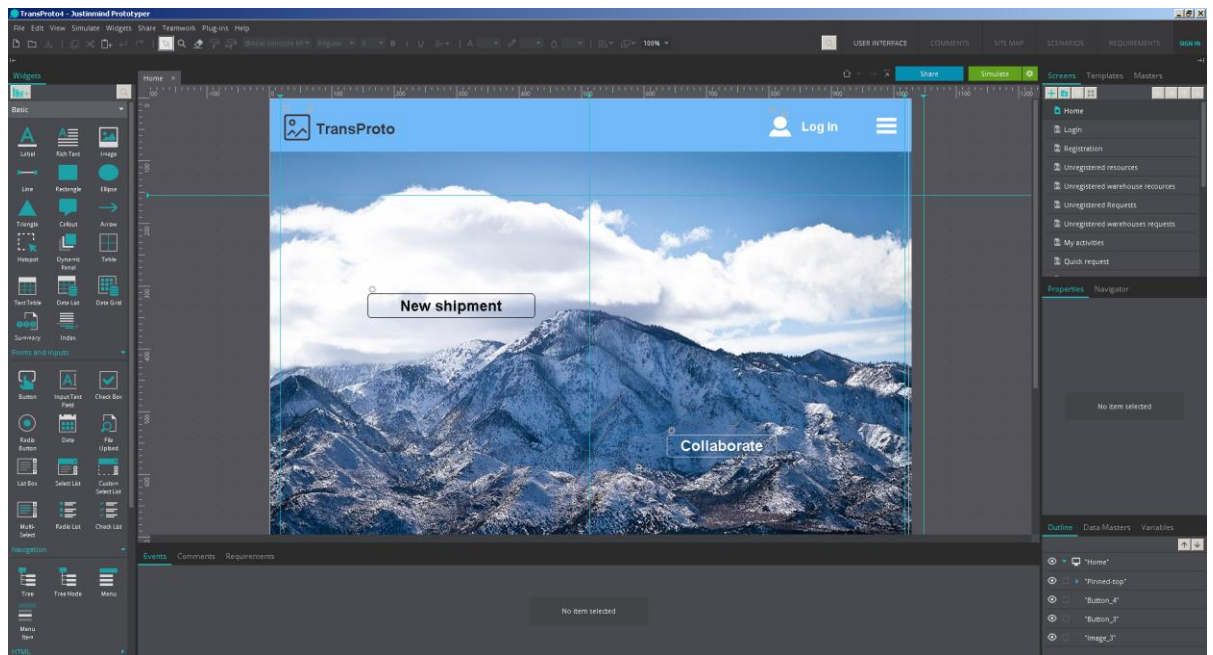 TransProto4 - Justinmind Prototyper
File Edit View Simulate Widgets Share Teamwork Plug-ins Help
100%
USER INTERFACE
COMMENTS
SITE MAP
SCENARIOS
REQUIREMENTS
SIGN IN
Widgets
Basic
Label
Rich Text
Image
Line
Rectangle
Ellipse
Triangle
Callout
Arrow
Hotspot
Dynamic Panel
Table
Text Table
Data List
Data Grid
Summary
Index
Forms and inputs
Button
Input Text Field
Check Box
Radio Button
Date
File Upload
List Box
Select List
Custom Select List
Multi-Select
Radio List
Check List
Navigation
Tree
Tree Node
Menu
Menu Item
HTML
Home
Share
Simulate
TransProto
Log In
New shipment
Collaborate
Events
Comments
Requirements
No item selected
Screens
Templates
Masters
Home
Login
Registration
Unregistered resources
Unregistered warehouse recources
Unregistered Requests
Unregistered warehouses requests
My activities
Quick request
Properties
Navigator
No item selected
Outline
Data Masters
Variables
"Home"
"Pinned-top"
"Button_4"
"Button_3"
"Image_3"